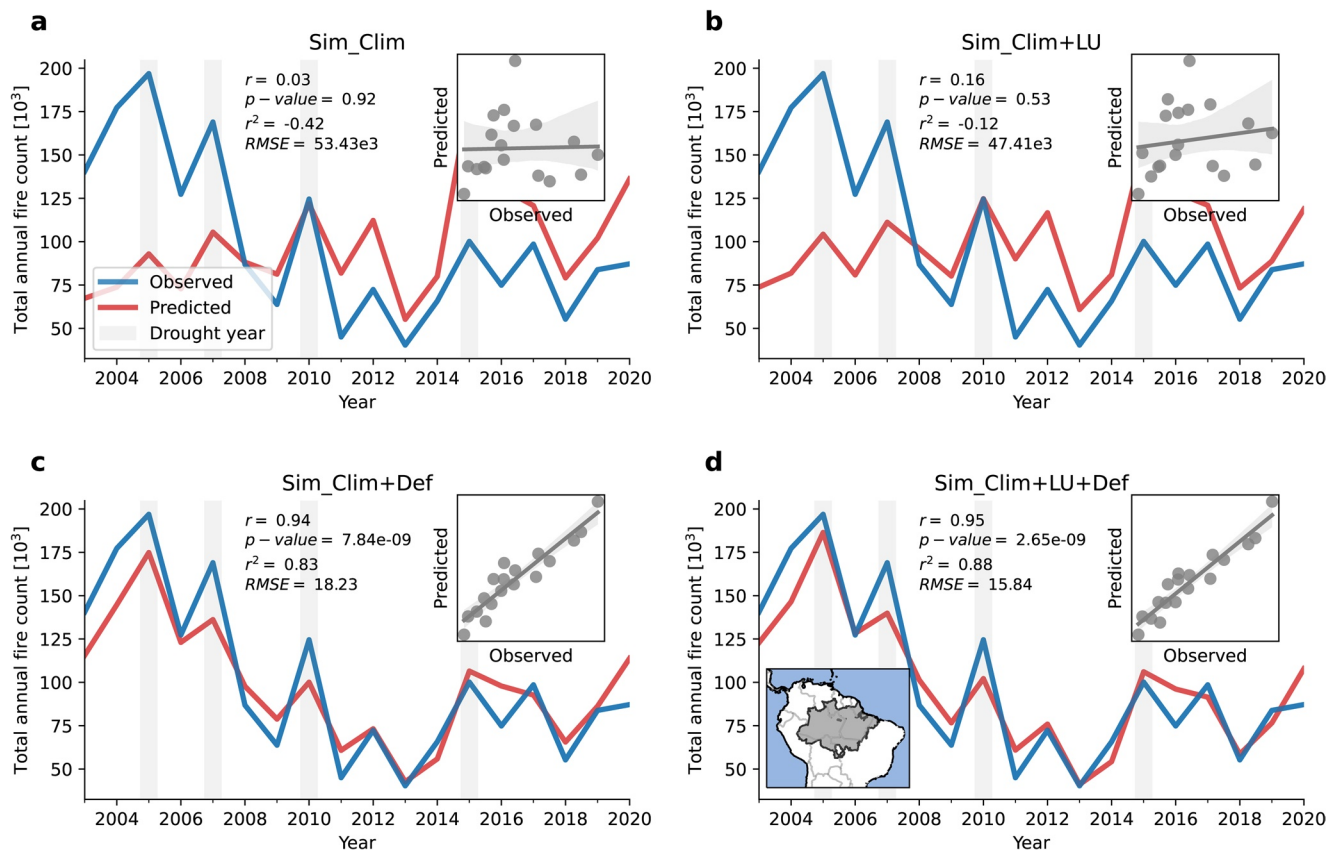 a
Sim_Clim
Total annual fire count [10³]
200
175
150
125
100
75
50
r = 0.03
p − value = 0.92
r² = -0.42
RMSE = 53.43e3
Predicted
Observed
Observed
Predicted
Drought year
2004 2006 2008 2010 2012 2014 2016 2018 2020
Year
b
Sim_Clim+LU
Total annual fire count [10³]
200
175
150
125
100
75
50
r = 0.16
p − value = 0.53
r² = -0.12
RMSE = 47.41e3
Predicted
Observed
2004 2006 2008 2010 2012 2014 2016 2018 2020
Year
c
Sim_Clim+Def
Total annual fire count [10³]
200
175
150
125
100
75
50
r = 0.94
p − value = 7.84e-09
r² = 0.83
RMSE = 18.23
Predicted
Observed
2004 2006 2008 2010 2012 2014 2016 2018 2020
Year
d
Sim_Clim+LU+Def
Total annual fire count [10³]
200
175
150
125
100
75
50
r = 0.95
p − value = 2.65e-09
r² = 0.88
RMSE = 15.84
Predicted
Observed
2004 2006 2008 2010 2012 2014 2016 2018 2020
Year